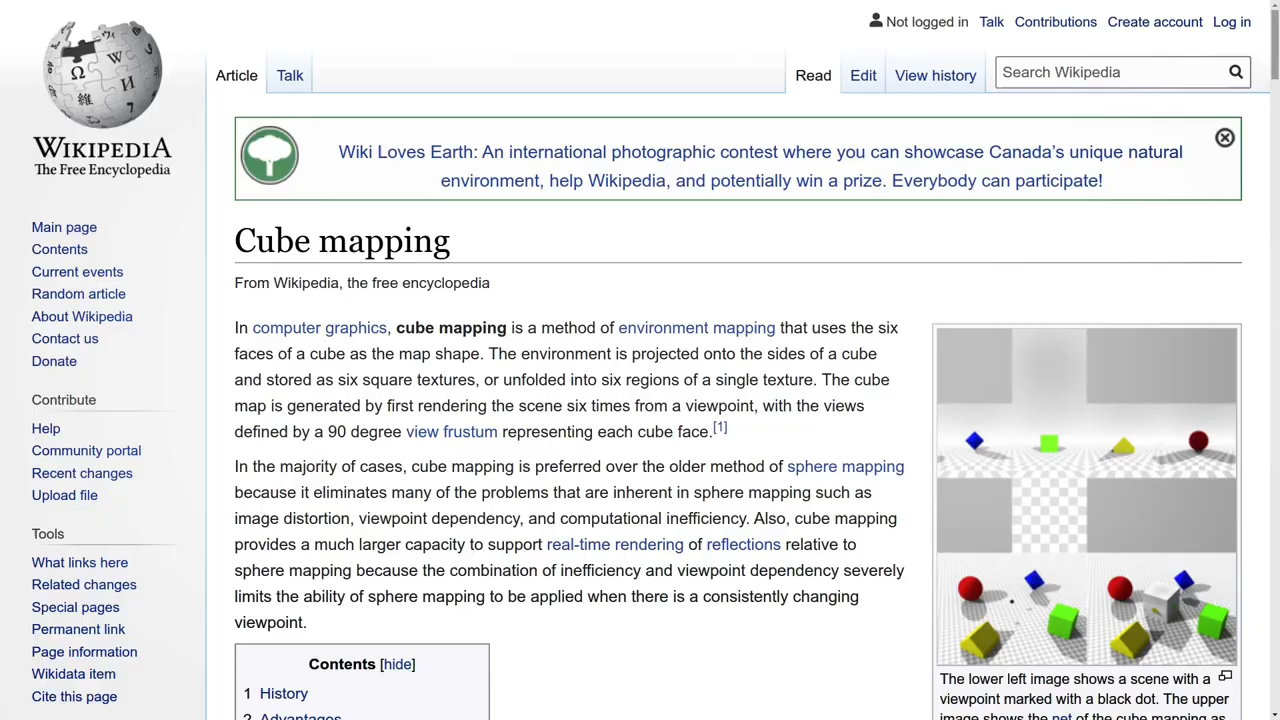 Not logged in Talk Contributions Create account Log in
Article Talk Read Edit View history Search Wikipedia
WIKIPEDIA
The Free Encyclopedia
Main page
Contents
Current events
Random article
About Wikipedia
Contact us
Donate
Contribute
Help
Community portal
Recent changes
Upload file
Tools
What links here
Related changes
Special pages
Permanent link
Page information
Wikidata item
Cite this page
Wiki Loves Earth: An international photographic contest where you can showcase Canada's unique natural
environment, help Wikipedia, and potentially win a prize. Everybody can participate!
Cube mapping
From Wikipedia, the free encyclopedia
In computer graphics, cube mapping is a method of environment mapping that uses the six
faces of a cube as the map shape. The environment is projected onto the sides of a cube
and stored as six square textures, or unfolded into six regions of a single texture. The cube
map is generated by first rendering the scene six times from a viewpoint, with the views
defined by a 90 degree view frustum representing each cube face.[1]
In the majority of cases, cube mapping is preferred over the older method of sphere mapping
because it eliminates many of the problems that are inherent in sphere mapping such as
image distortion, viewpoint dependency, and computational inefficiency. Also, cube mapping
provides a much larger capacity to support real-time rendering of reflections relative to
sphere mapping because the combination of inefficiency and viewpoint dependency severely
limits the ability of sphere mapping to be applied when there is a consistently changing
viewpoint.
Contents [hide]
1 History
2 Advantages
The lower left image shows a scene with a
viewpoint marked with a black dot. The upper
image shows the net of the cube mapping as